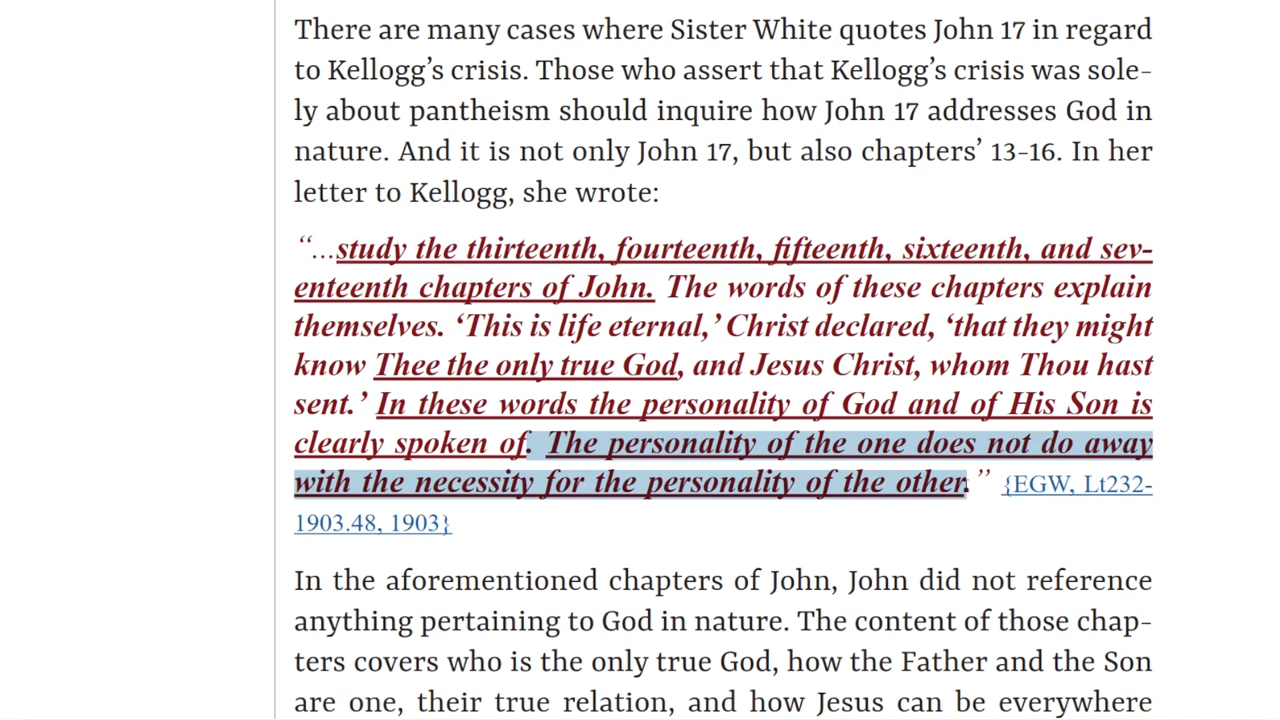 There are many cases where Sister White quotes John 17 in regard
to Kellogg’s crisis. Those who assert that Kellogg’s crisis was sole-
ly about pantheism should inquire how John 17 addresses God in
nature. And it is not only John 17, but also chapters’ 13-16. In her
letter to Kellogg, she wrote:
“…study the thirteenth, fourteenth, fifteenth, sixteenth, and sev-
enteenth chapters of John. The words of these chapters explain
themselves. ‘This is life eternal,’ Christ declared, ‘that they might
know Thee the only true God, and Jesus Christ, whom Thou hast
sent.’ In these words the personality of God and of His Son is
clearly spoken of. The personality of the one does not do away
with the necessity for the personality of the other.” {EGW, Lt232-
1903.48, 1903}
In the aforementioned chapters of John, John did not reference
anything pertaining to God in nature. The content of those chap-
ters covers who is the only true God, how the Father and the Son
are one, their true relation, and how Jesus can be everywhere